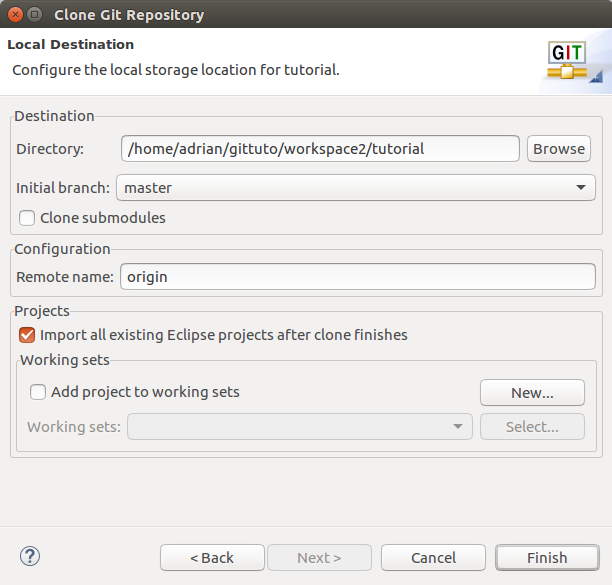 Clone Git Repository
Local Destination
Configure the local storage location for tutorial.
GIT
Destination
Directory: /home/adrian/gittuto/workspace2/tutorial Browse
Initial branch: master
Clone submodules
Configuration
Remote name: origin
Projects
Import all existing Eclipse projects after clone finishes
Working sets
Add project to working sets New...
Working sets: Select...
? < Back Next > Cancel Finish